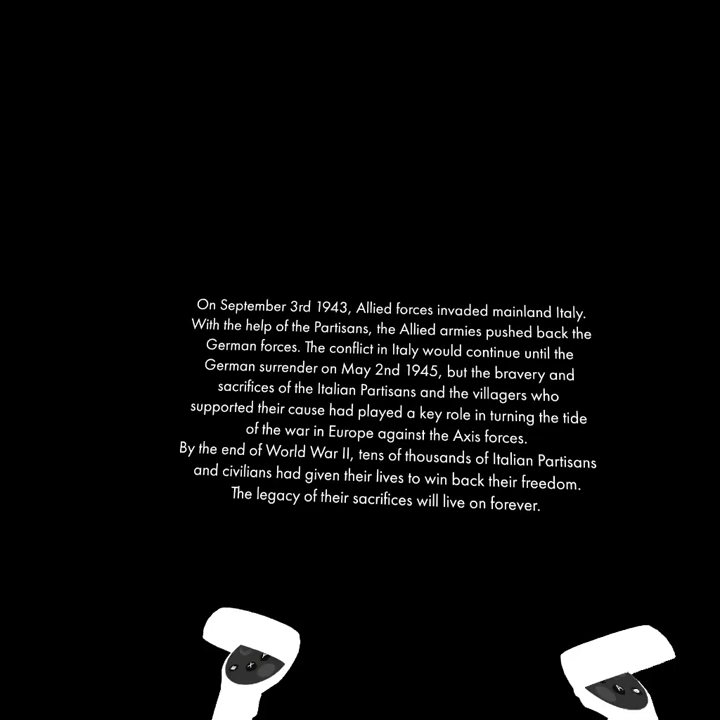 On September 3rd 1943, Allied forces invaded mainland Italy.
With the help of the Partisans, the Allied armies pushed back the
German forces. The conflict in Italy would continue until the
German surrender on May 2nd 1945, but the bravery and
sacrifices of the Italian Partisans and the villagers who
supported their cause had played a key role in turning the tide
of the war in Europe against the Axis forces.
By the end of World War II, tens of thousands of Italian Partisans
and civilians had given their lives to win back their freedom.
The legacy of their sacrifices will live on forever.